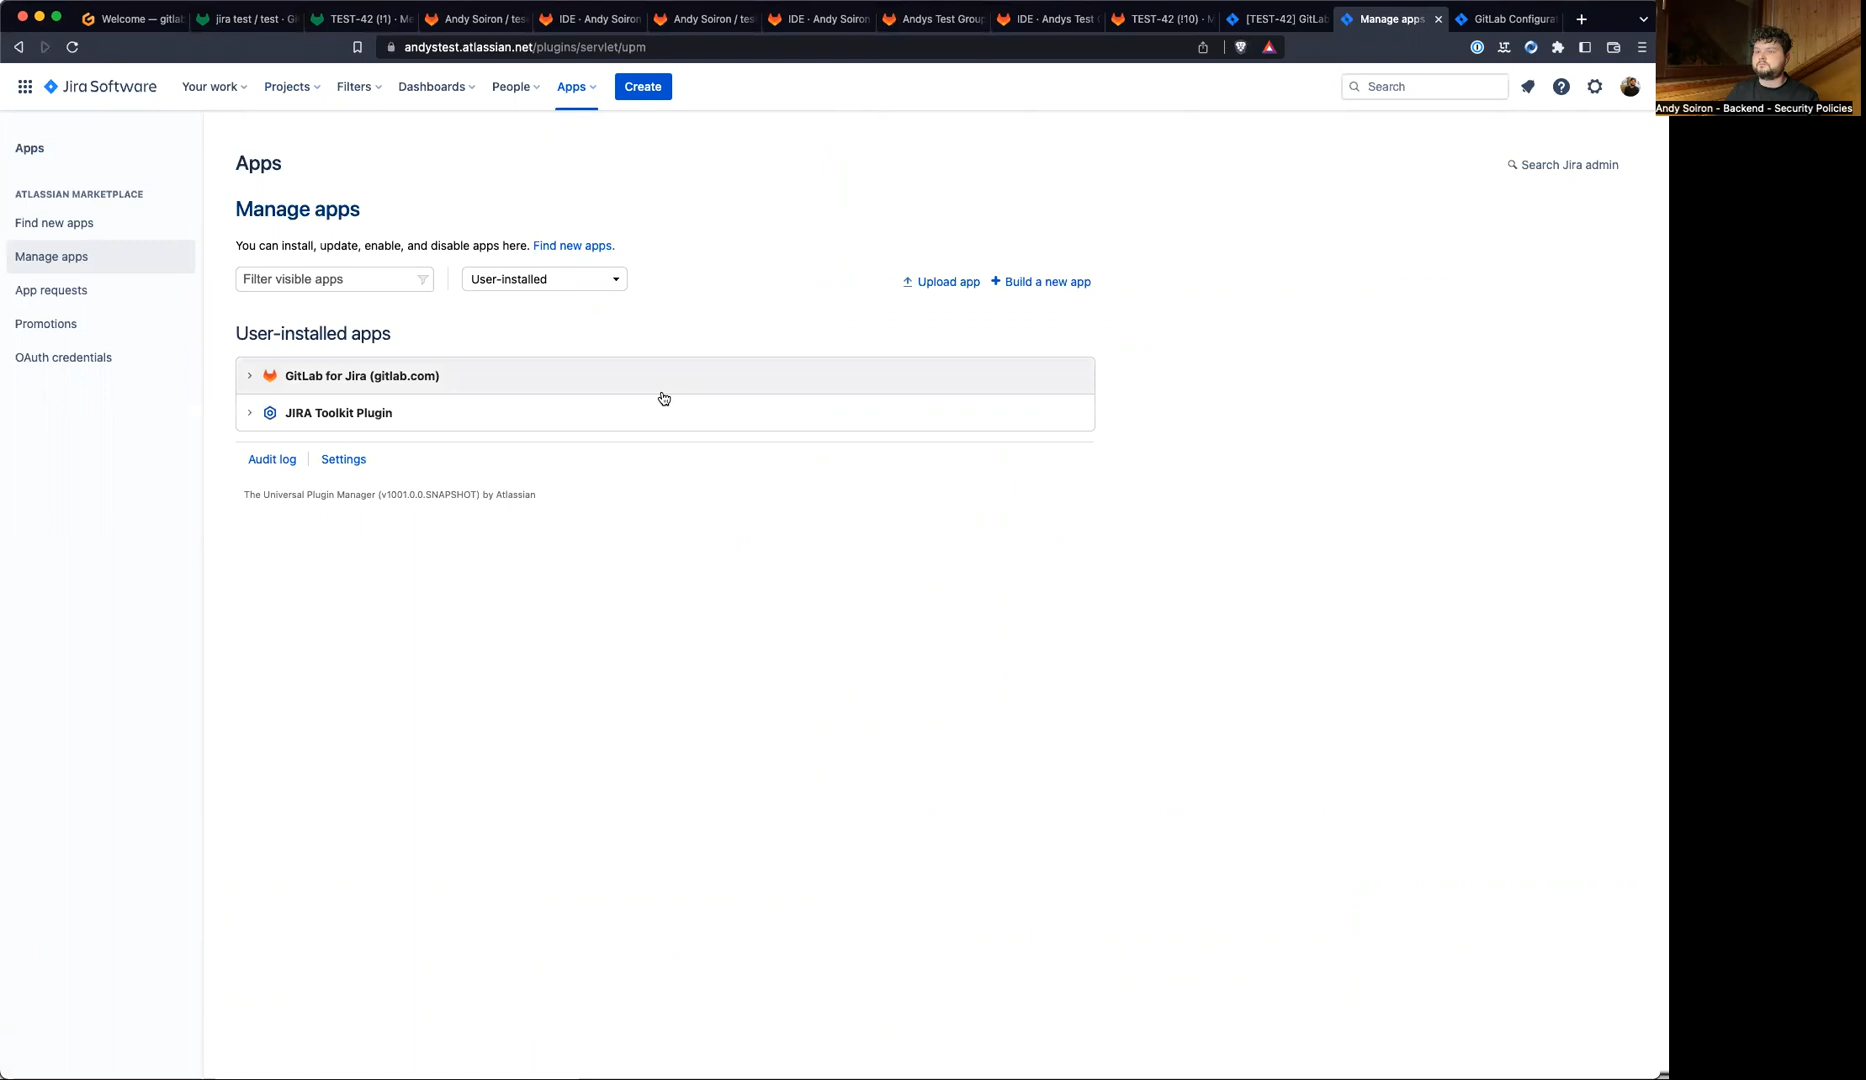 Welcome — gitlab
jira test / test · G
TEST-42 (!1) · Me
Andy Soiron / tes
IDE · Andy Soiron
Andy Soiron / tes
IDE · Andy Soiron
Andys Test Group
IDE · Andys Test
TEST-42 (!10) · M
[TEST-42] GitLab
Manage apps
GitLab Configurat
andystest.atlassian.net/plugins/servlet/upm
Jira Software
Your work
Projects
Filters
Dashboards
People
Apps
Create
Search
Andy Soiron - Backend - Security Policies
Apps
ATLASSIAN MARKETPLACE
Find new apps
Manage apps
App requests
Promotions
OAuth credentials
Apps
Search Jira admin
Manage apps
You can install, update, enable, and disable apps here. Find new apps.
Filter visible apps
User-installed
Upload app
Build a new app
User-installed apps
GitLab for Jira (gitlab.com)
JIRA Toolkit Plugin
Audit log
Settings
The Universal Plugin Manager (v1001.0.0.SNAPSHOT) by Atlassian